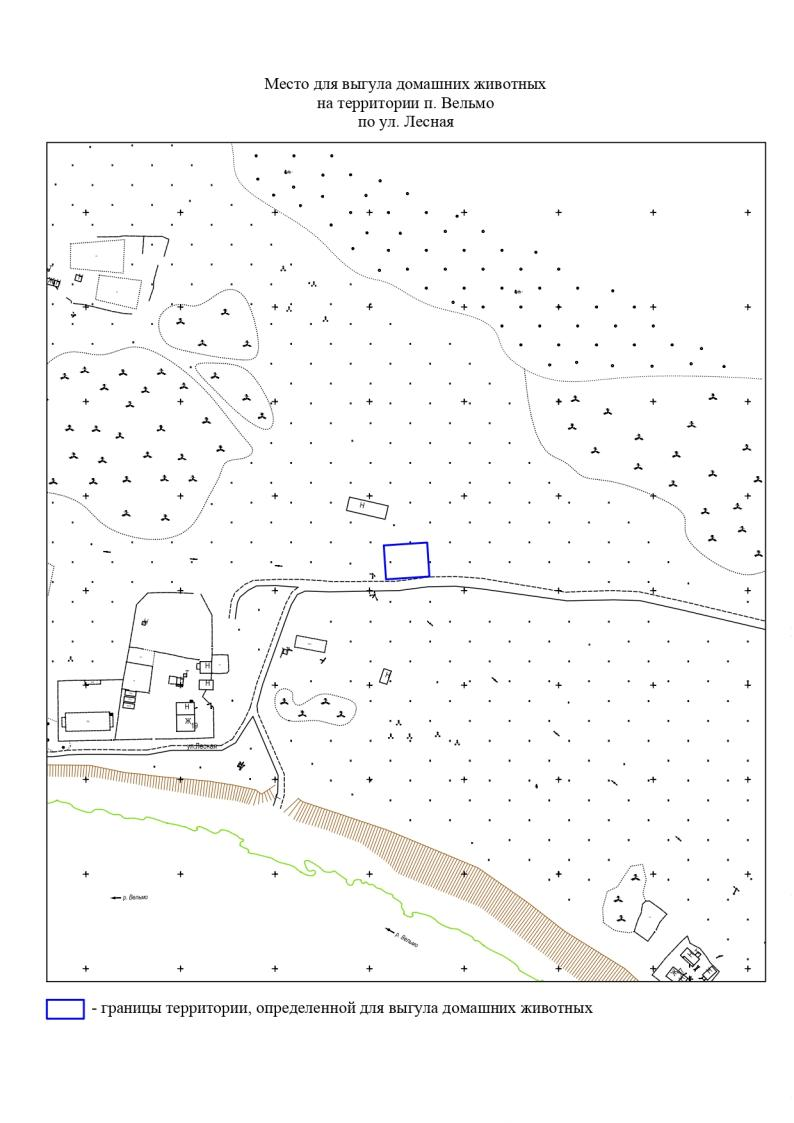 Место для выгула домашних животных
на территории п. Вельмо
по ул. Лесная
Н
Н
Н
Н
Н
Ж
19
ул.Лесная
р. Вельмо
р. Вельмо
- границы территории, определенной для выгула домашних животных